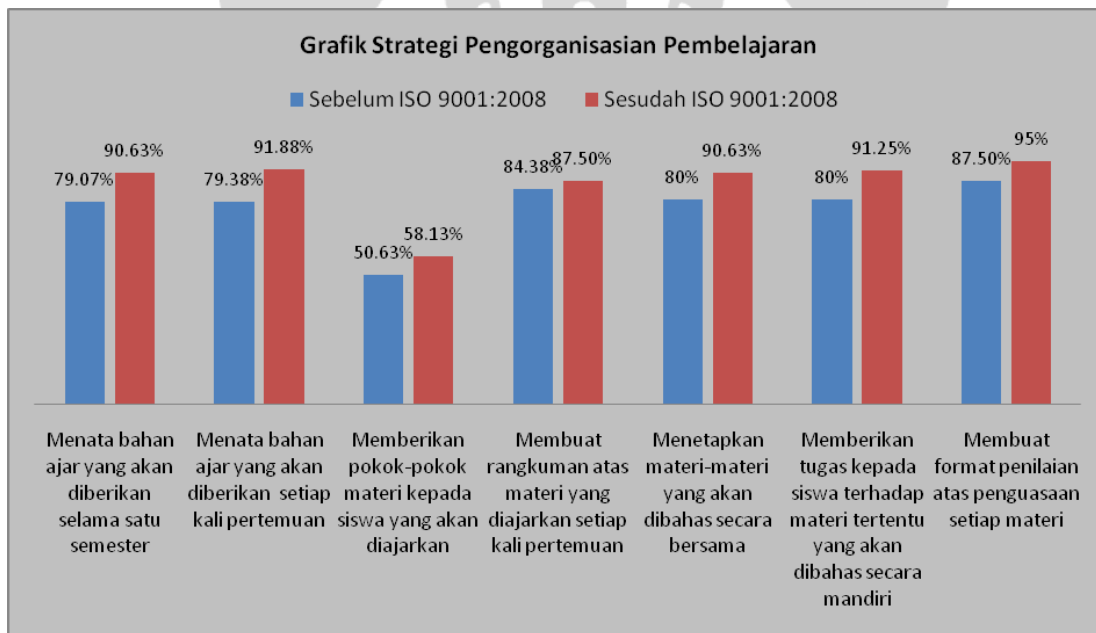 Grafik Strategi Pengorganisasian Pembelajaran
Sebelum ISO 9001:2008 Sesudah ISO 9001:2008
79.07% 90.63% 79.38% 91.88% 50.63% 58.13% 84.38% 87.50% 80% 90.63% 80% 91.25% 87.50% 95%
Menata bahan
ajar yang akan
diberikan
selama satu
semester
Menata bahan
ajar yang akan
diberikan setiap
kali pertemuan
Memberikan
pokok-pokok
materi kepada
siswa yang akan
diajarkan
Membuat
rangkuman atas
materi yang
diajarkan setiap
kali pertemuan
Menetapkan
materi-materi
yang akan
dibahas secara
bersama
Memberikan
tugas kepada
siswa terhadap
materi tertentu
yang akan
dibahas secara
mandiri
Membuat
format penilaian
atas penguasaan
setiap materi